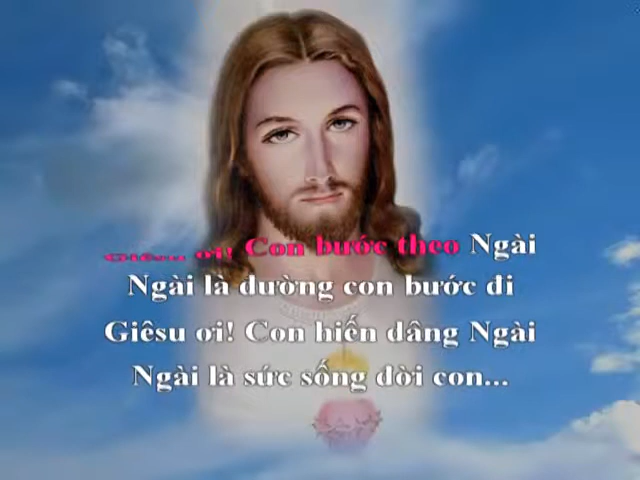 Giêsu ơi! Con bước theo Ngài
Ngài là đường con bước đi
Giêsu ơi! Con hiến dâng Ngài
Ngài là sức sống đời con...